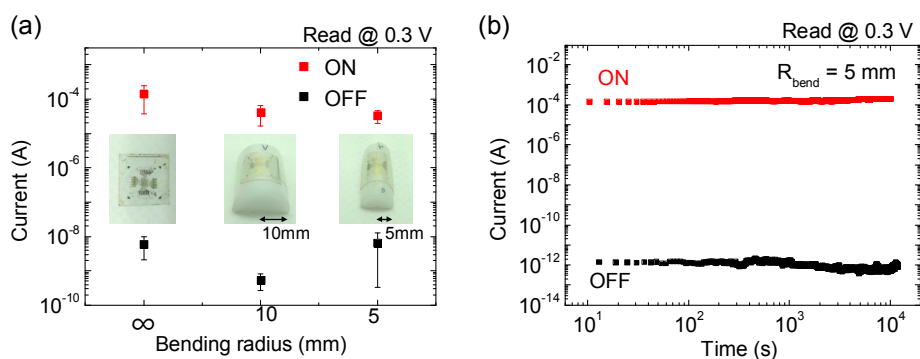 (a)
Read @ 0.3 V
ON
OFF
Current (A)
10⁻⁴
10⁻⁶
10⁻⁸
10⁻¹⁰
10mm
5mm
∞
10
5
Bending radius (mm)
(b)
Read @ 0.3 V
ON
R_bend = 5 mm
OFF
Current (A)
10⁻²
10⁻⁴
10⁻⁶
10⁻⁸
10⁻¹⁰
10⁻¹²
10⁻¹⁴
10¹
10²
10³
10⁴
Time (s)